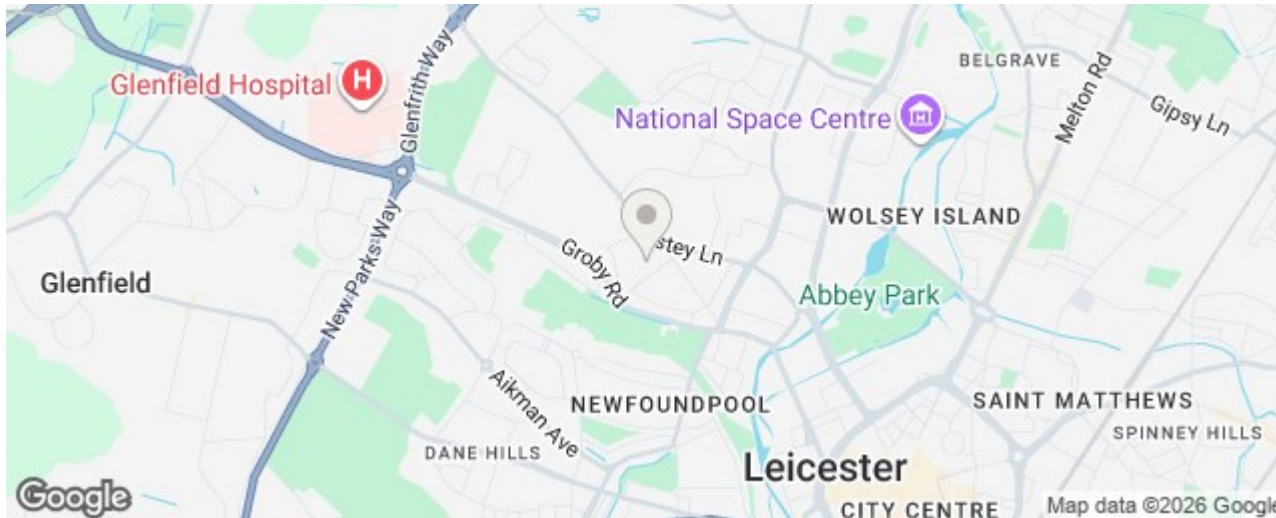 BELGRAVE
Melton Rd
Gipsy Ln
Glenfield Hospital
H
Glenfrith Way
National Space Centre
WOLSEY ISLAND
stey Ln
Groby Rd
Glenfield
New Parks Way
Abbey Park
Aikman Ave
NEWFOUNDPOOL
SAINT MATTHEWS
SPINNEY HILLS
DANE HILLS
Leicester
CITY CENTRE
Google
Map data ©2026 Google